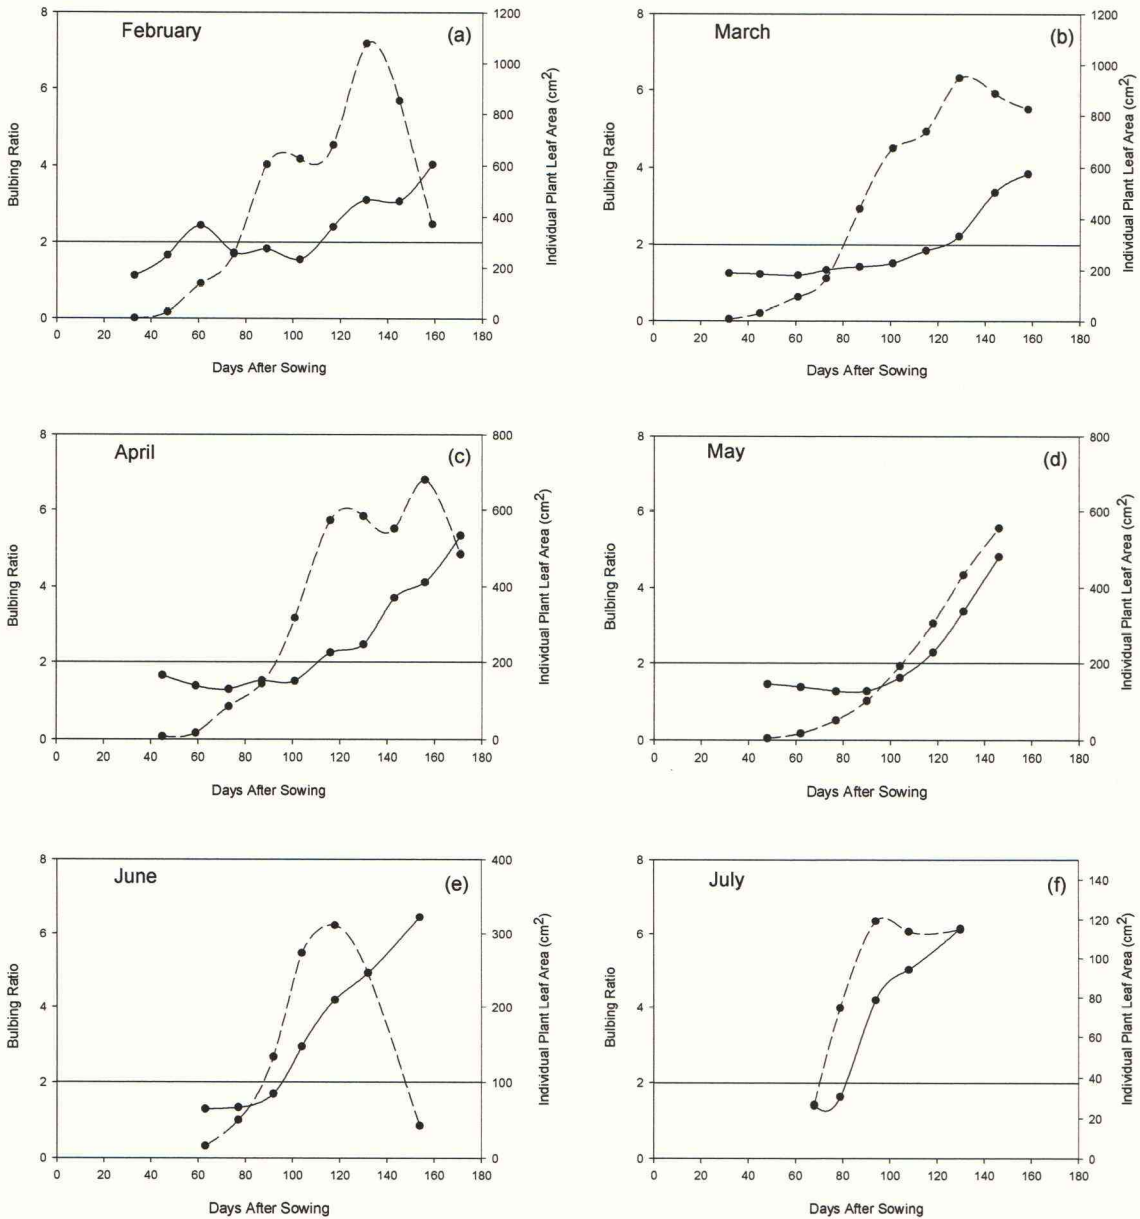 February
(a)
8
6
4
2
0
Bulbing Ratio
1200
1000
800
600
400
200
0
Individual Plant Leaf Area (cm²)
0 20 40 60 80 100 120 140 160 180
Days After Sowing
March
(b)
8
6
4
2
0
Bulbing Ratio
1200
1000
800
600
400
200
0
Individual Plant Leaf Area (cm²)
0 20 40 60 80 100 120 140 160 180
Days After Sowing
April
(c)
8
6
4
2
0
Bulbing Ratio
800
600
400
200
0
Individual Plant Leaf Area (cm²)
0 20 40 60 80 100 120 140 160 180
Days After Sowing
May
(d)
8
6
4
2
0
Bulbing Ratio
800
600
400
200
0
Individual Plant Leaf Area (cm²)
0 20 40 60 80 100 120 140 160 180
Days After Sowing
June
(e)
8
6
4
2
0
Bulbing Ratio
400
300
200
100
0
Individual Plant Leaf Area (cm²)
0 20 40 60 80 100 120 140 160 180
Days After Sowing
July
(f)
8
6
4
2
0
Bulbing Ratio
140
120
100
80
60
40
20
0
Individual Plant Leaf Area (cm²)
0 20 40 60 80 100 120 140 160 180
Days After Sowing